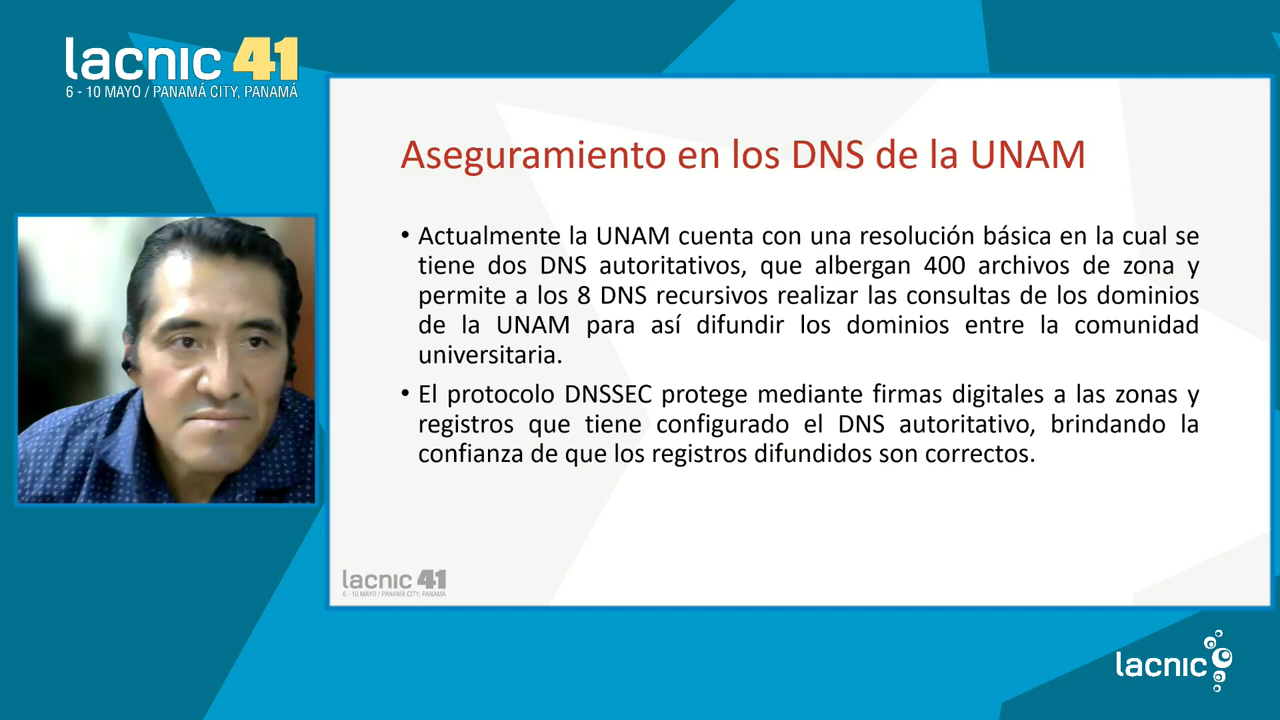 lacnic 41
6 - 10 MAYO / PANAMÁ CITY, PANAMÁ
Aseguramiento en los DNS de la UNAM
• Actualmente la UNAM cuenta con una resolución básica en la cual se
tiene dos DNS autoritativos, que albergan 400 archivos de zona y
permite a los 8 DNS recursivos realizar las consultas de los dominios
de la UNAM para así difundir los dominios entre la comunidad
universitaria.
• El protocolo DNSSEC protege mediante firmas digitales a las zonas y
registros que tiene configurado el DNS autoritativo, brindando la
confianza de que los registros difundidos son correctos.
lacnic 41
6 - 10 MAYO / PANAMÁ CITY, PANAMÁ
lacnic